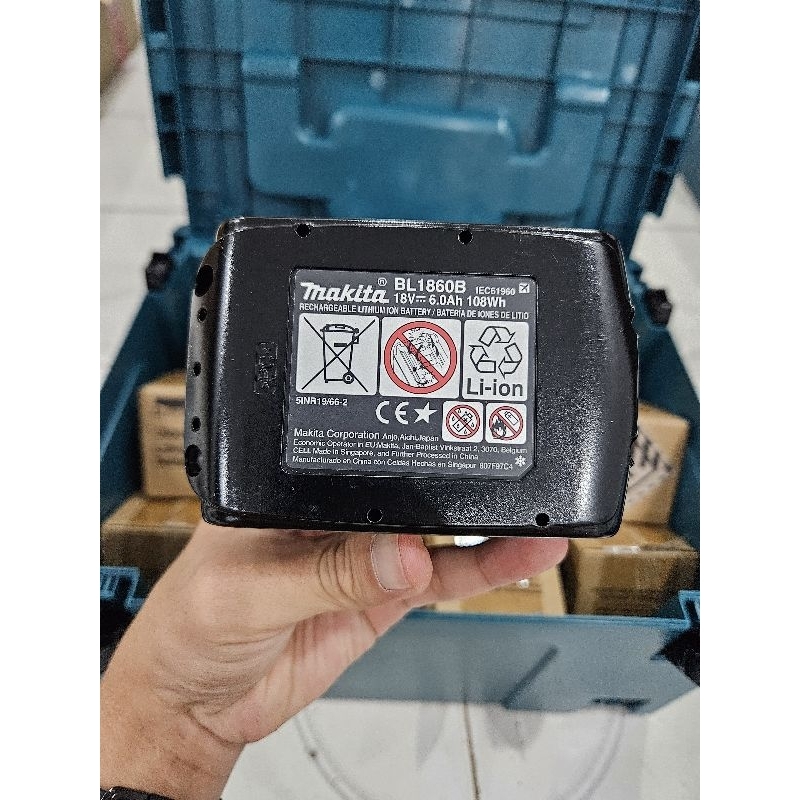 makita® BL1860B IEC61960
18V⎓ 6.0Ah 108Wh
RECHARGEABLE LITHIUM ION BATTERY / BATERÍA DE IONES DE LITIO
Li-ion
5INR19/66-2
CE
Makita Corporation Anjo, Aichi, Japan
Economic Operator in EU: Makita, Jan-Baptist Vinkstraat 2, 3070, Belgium
CELL Made in Singapore, and Further Processed in China
Manufacturado en China con Celdas Hechas en Singapur 807F97C4